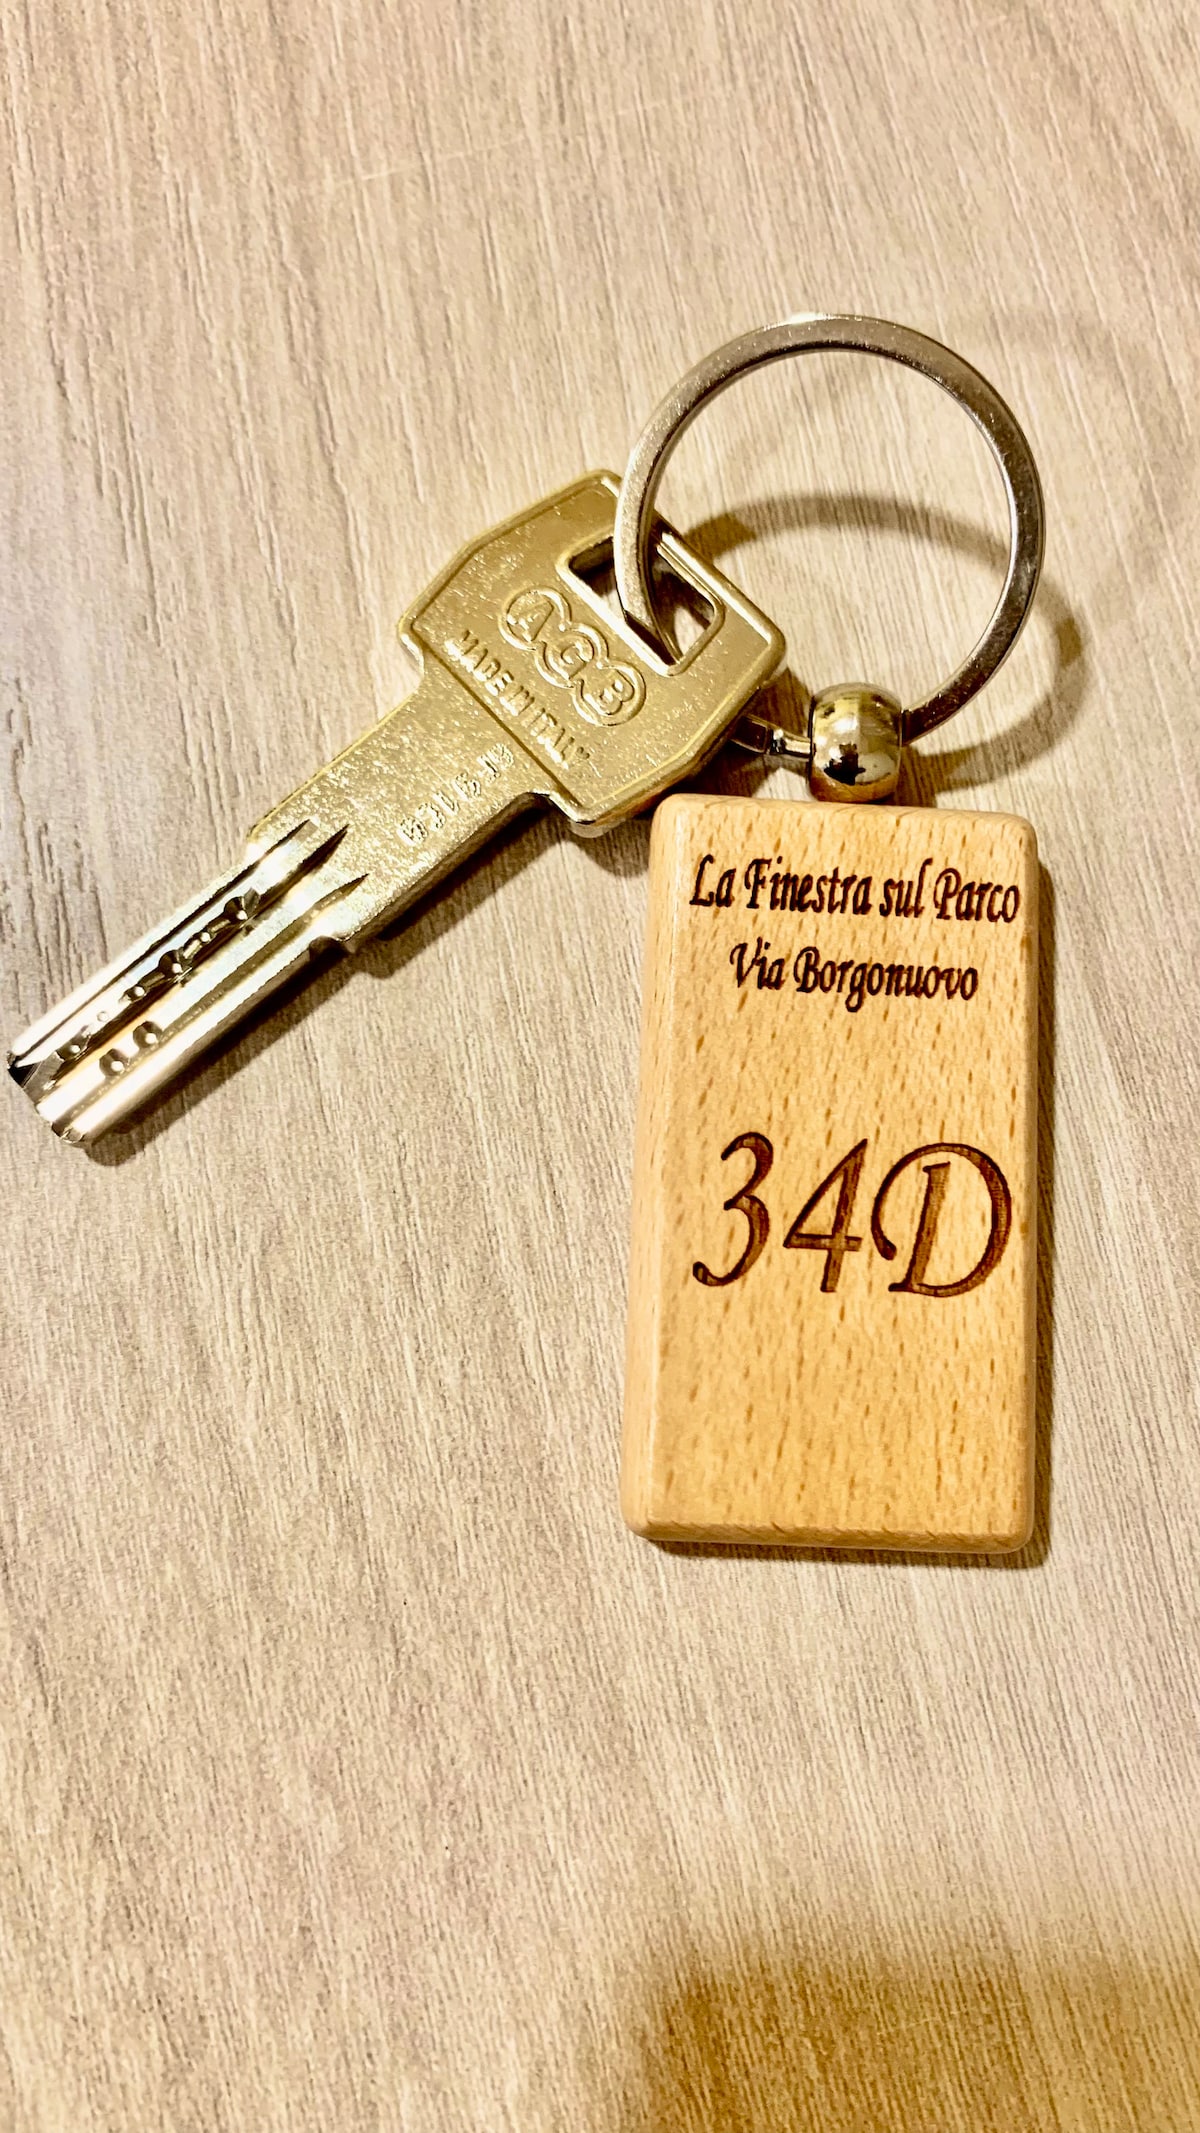 AGB
MADE IN ITALY
La Finestra sul Parco
Via Borgonuovo
34D